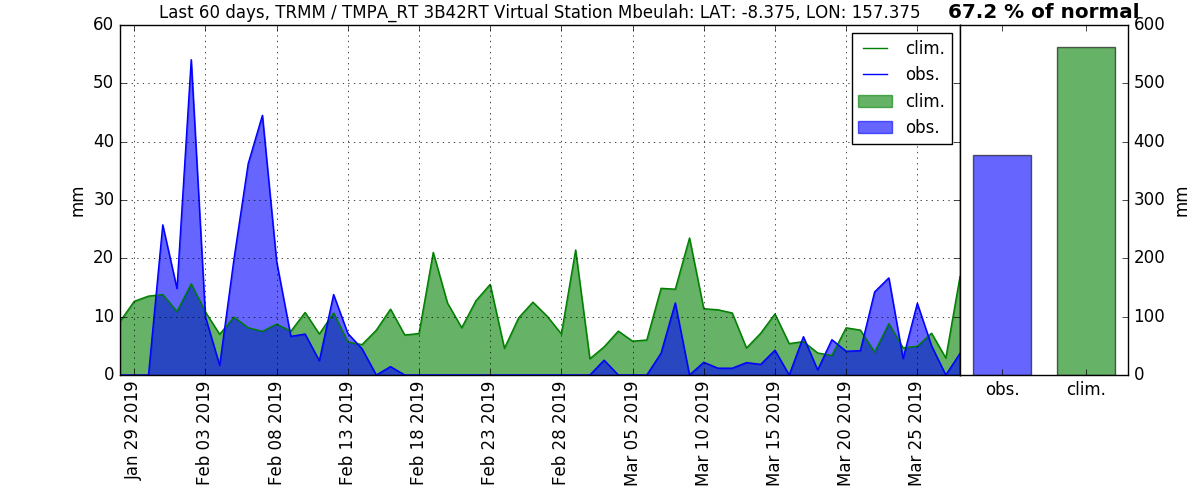 Last 60 days, TRMM / TMPA_RT 3B42RT Virtual Station Mbeulah: LAT: -8.375, LON: 157.375
67.2 % of normal
60
50
40
30
20
10
0
mm
clim.
obs.
clim.
obs.
600
500
400
300
200
100
0
mm
obs.
clim.
Jan 29 2019
Feb 03 2019
Feb 08 2019
Feb 13 2019
Feb 18 2019
Feb 23 2019
Feb 28 2019
Mar 05 2019
Mar 10 2019
Mar 15 2019
Mar 20 2019
Mar 25 2019